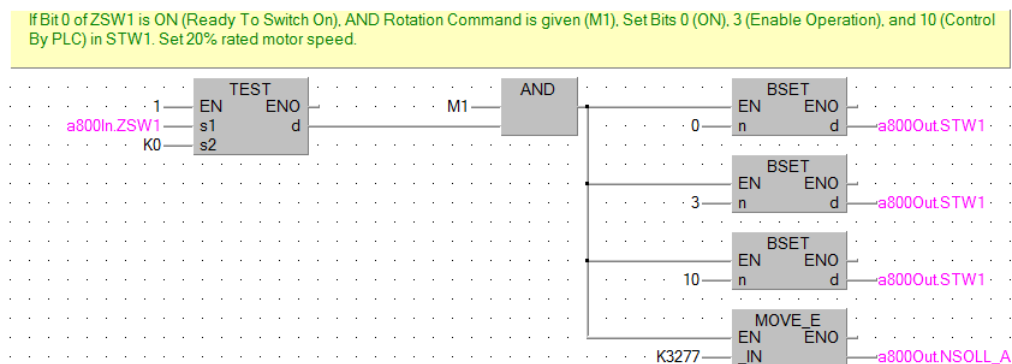 If Bit 0 of ZSW1 is ON (Ready To Switch On), AND Rotation Command is given (M1), Set Bits 0 (ON), 3 (Enable Operation), and 10 (Control
By PLC) in STW1. Set 20% rated motor speed.
TEST
1 EN ENO
a800In.ZSW1 s1 d
K0 s2
M1 AND
BSET
EN ENO
0 n d a800Out.STW1
BSET
EN ENO
3 n d a800Out.STW1
BSET
EN ENO
10 n d a800Out.STW1
MOVE_E
EN ENO
K3277 _IN a800Out.NSOLL_A